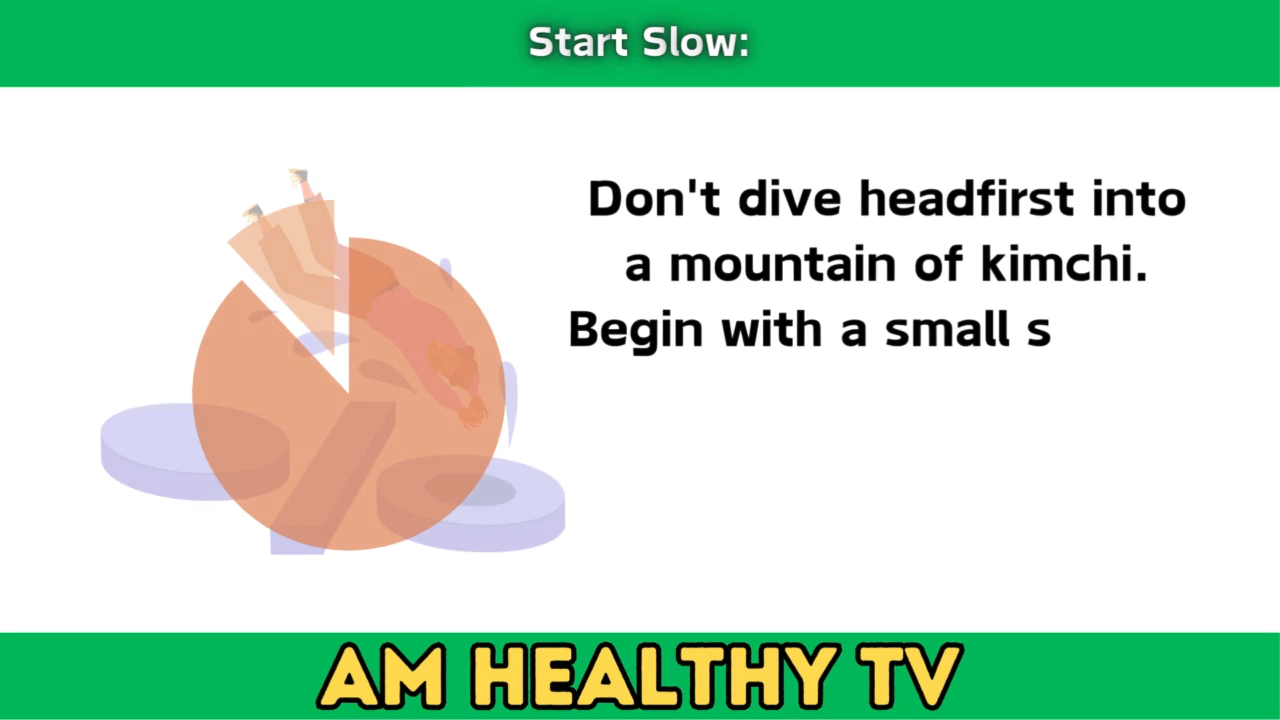 Start Slow:
Don't dive headfirst into
a mountain of kimchi.
Begin with a small s
AM HEALTHY TV